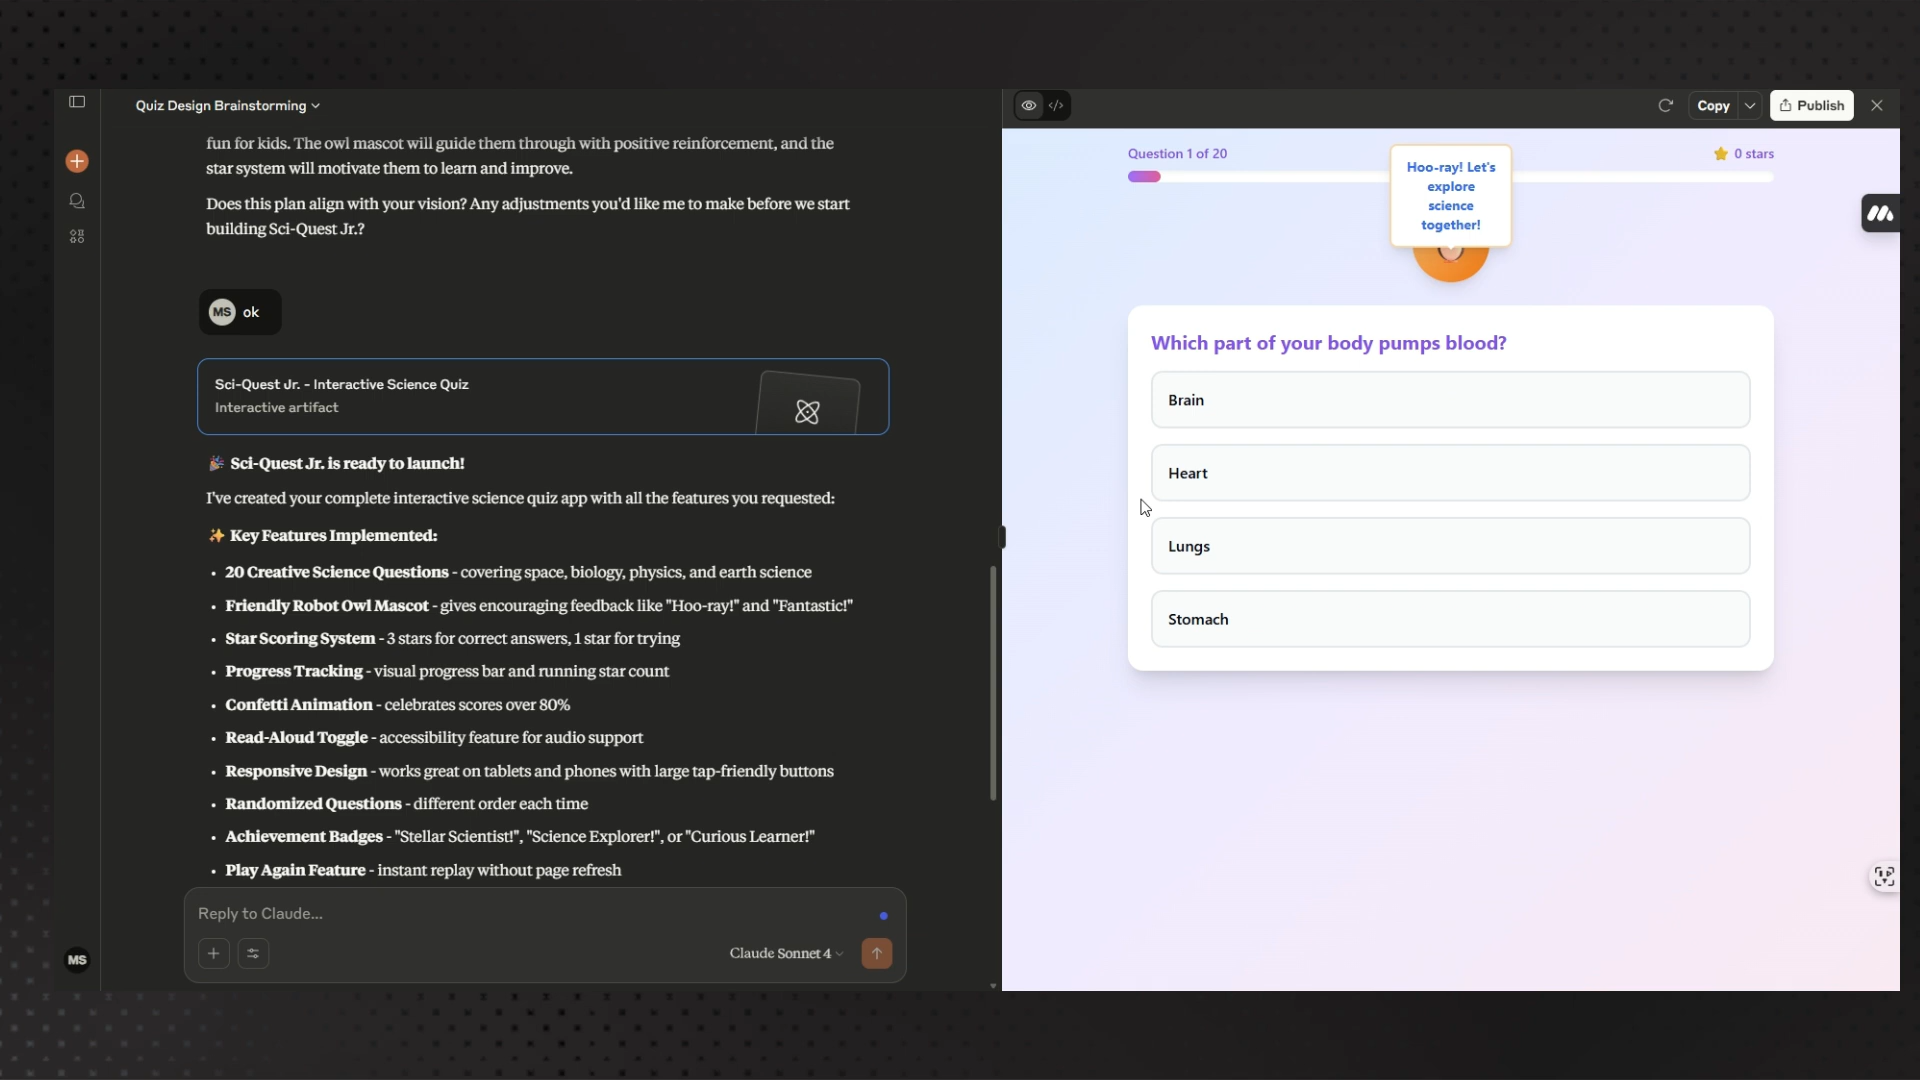 Quiz Design Brainstorming
fun for kids. The owl mascot will guide them through with positive reinforcement, and the
star system will motivate them to learn and improve.
Does this plan align with your vision? Any adjustments you'd like me to make before we start
building Sci-Quest Jr.?
MS ok
Sci-Quest Jr. - Interactive Science Quiz
Interactive artifact
🎉 Sci-Quest Jr. is ready to launch!
I've created your complete interactive science quiz app with all the features you requested:
✨ Key Features Implemented:
• 20 Creative Science Questions - covering space, biology, physics, and earth science
• Friendly Robot Owl Mascot - gives encouraging feedback like "Hoo-ray!" and "Fantastic!"
• Star Scoring System - 3 stars for correct answers, 1 star for trying
• Progress Tracking - visual progress bar and running star count
• Confetti Animation - celebrates scores over 80%
• Read-Aloud Toggle - accessibility feature for audio support
• Responsive Design - works great on tablets and phones with large tap-friendly buttons
• Randomized Questions - different order each time
• Achievement Badges - "Stellar Scientist!", "Science Explorer!", or "Curious Learner!"
• Play Again Feature - instant replay without page refresh
Reply to Claude...
Claude Sonnet 4
MS
Copy
Publish
Question 1 of 20
⭐ 0 stars
Hoo-ray! Let's
explore
science
together!
Which part of your body pumps blood?
Brain
Heart
Lungs
Stomach